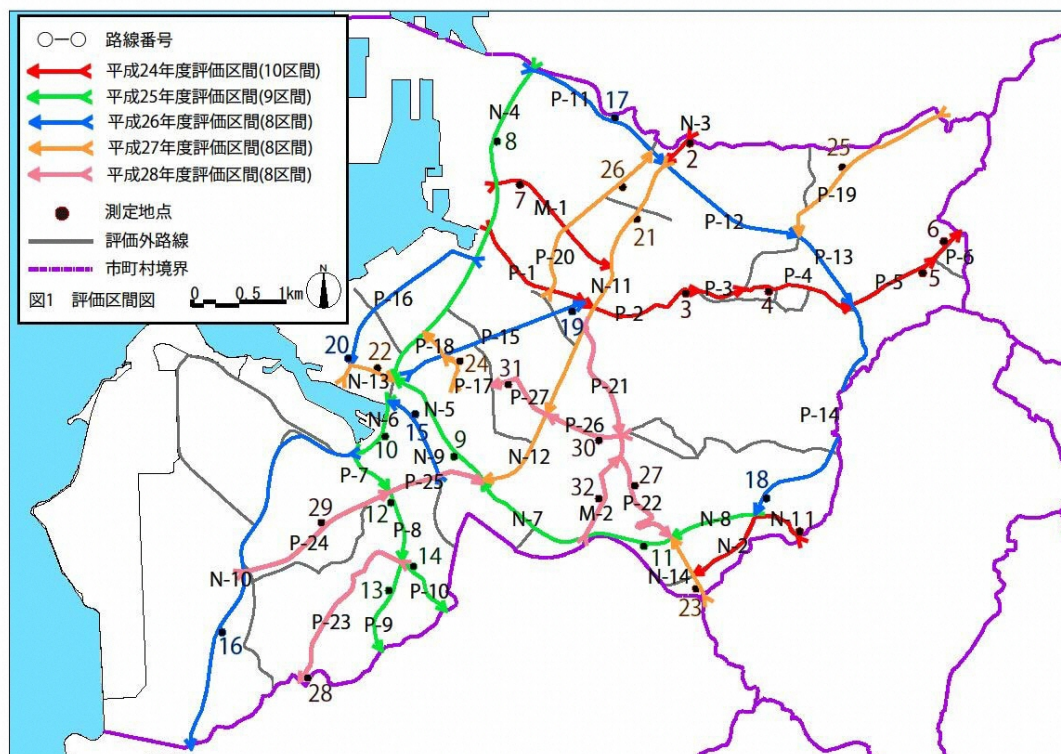 ○−○ 路線番号
平成24年度評価区間(10区間)
平成25年度評価区間(9区間)
平成26年度評価区間(8区間)
平成27年度評価区間(8区間)
平成28年度評価区間(8区間)
測定地点
評価外路線
市町村境界
N
図1 評価区間図
0 0.5 1km
P-11
17
N-4
N-3
8
2
25
26
7
P-19
M-1
21
P-12
6
P-20
P-13
P-6
P-1
N-11
P-4
P-5
5
P-16
P-3
4
P-2
3
19
P-15
20
P-18
22
24
31
N-13
P-17
P-27
P-21
N-5
P-14
N-6
15
P-26
10
9
30
N-9
N-12
P-7
P-25
27
32
18
12
P-22
29
M-2
P-8
N-7
N-8
N-11
P-24
14
11
N-2
N-10
N-14
13
P-10
23
P-23
P-9
16
28